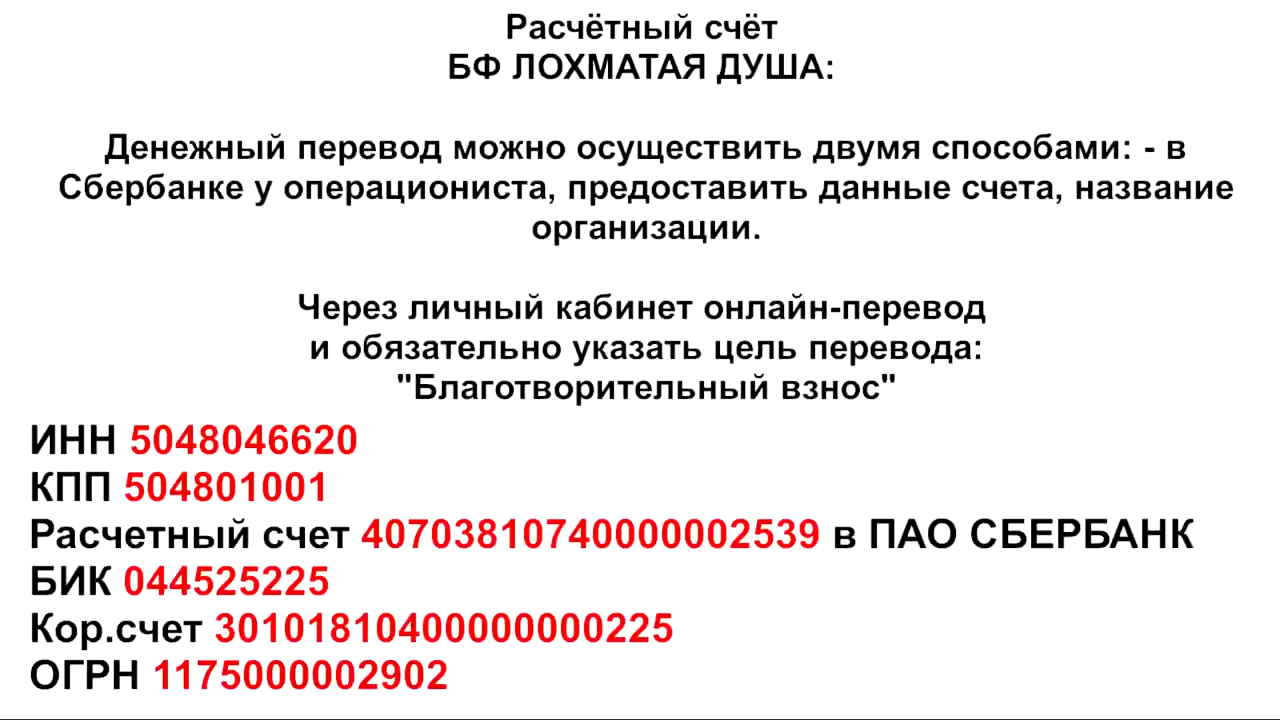 Расчётный счёт
БФ ЛОХМАТАЯ ДУША:
Денежный перевод можно осуществить двумя способами: - в
Сбербанке у операциониста, предоставить данные счета, название
организации.
Через личный кабинет онлайн-перевод
и обязательно указать цель перевода:
"Благотворительный взнос"
ИНН 5048046620
КПП 504801001
Расчетный счет 40703810740000002539 в ПАО СБЕРБАНК
БИК 044525225
Кор.счет 30101810400000000225
ОГРН 1175000002902